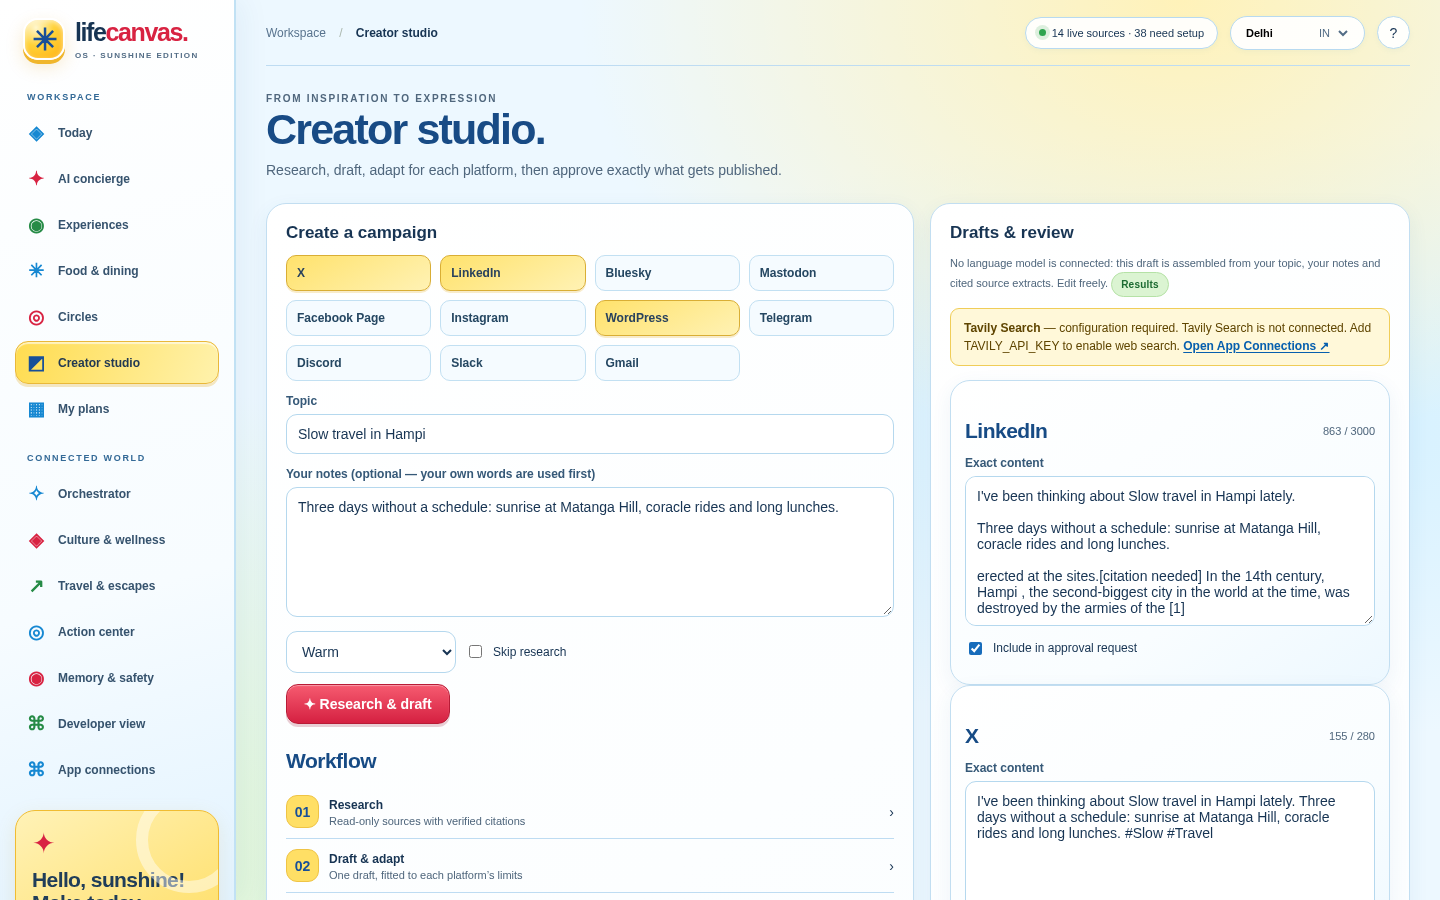 lifecanvas.
OS · SUNSHINE EDITION
WORKSPACE
Today
AI concierge
Experiences
Food & dining
Circles
Creator studio
My plans
CONNECTED WORLD
Orchestrator
Culture & wellness
Travel & escapes
Action center
Memory & safety
Developer view
App connections
Hello, sunshine!
Make today
Workspace / Creator studio
14 live sources · 38 need setup
Delhi IN
?
FROM INSPIRATION TO EXPRESSION
Creator studio.
Research, draft, adapt for each platform, then approve exactly what gets published.
Create a campaign
X LinkedIn Bluesky Mastodon
Facebook Page Instagram WordPress Telegram
Discord Slack Gmail
Topic
Slow travel in Hampi
Your notes (optional — your own words are used first)
Three days without a schedule: sunrise at Matanga Hill, coracle rides and long lunches.
Warm
Skip research
✦ Research & draft
Workflow
01 Research
Read-only sources with verified citations
›
02 Draft & adapt
One draft, fitted to each platform's limits
›
Drafts & review
No language model is connected: this draft is assembled from your topic, your notes and
cited source extracts. Edit freely. Results
Tavily Search — configuration required. Tavily Search is not connected. Add
TAVILY_API_KEY to enable web search. Open App Connections ↗
LinkedIn
863 / 3000
Exact content
I've been thinking about Slow travel in Hampi lately.
Three days without a schedule: sunrise at Matanga Hill,
coracle rides and long lunches.
erected at the sites.[citation needed] In the 14th century,
Hampi , the second-biggest city in the world at the time, was
destroyed by the armies of the [1]
Include in approval request
X
155 / 280
Exact content
I've been thinking about Slow travel in Hampi lately. Three
days without a schedule: sunrise at Matanga Hill, coracle
rides and long lunches. #Slow #Travel